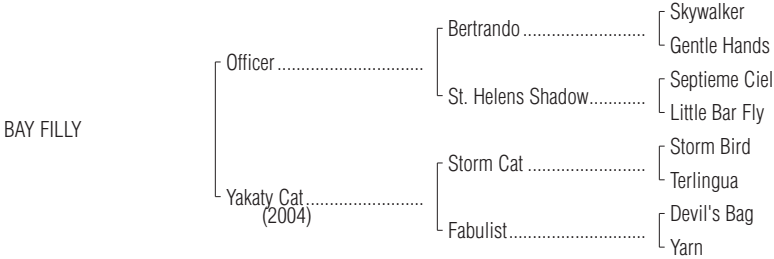 Skywalker
Bertrando ............................
Gentle Hands
Officer .................................
Septieme Ciel
St. Helens Shadow............
Little Bar Fly
BAY FILLY
Storm Bird
Storm Cat ...........................
Terlingua
Yakaty Cat...........................
(2004)
Devil's Bag
Fabulist...............................
Yarn